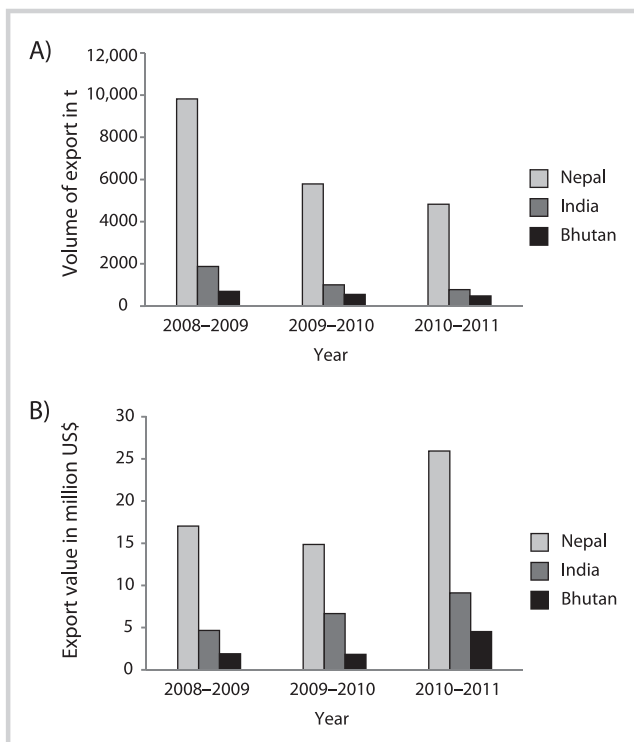 A)
Volume of export in t
12,000
10,000
8000
6000
4000
2000
0
2008–2009
2009–2010
2010–2011
Year
Nepal
India
Bhutan
B)
Export value in million US$
30
25
20
15
10
5
0
2008–2009
2009–2010
2010–2011
Year
Nepal
India
Bhutan